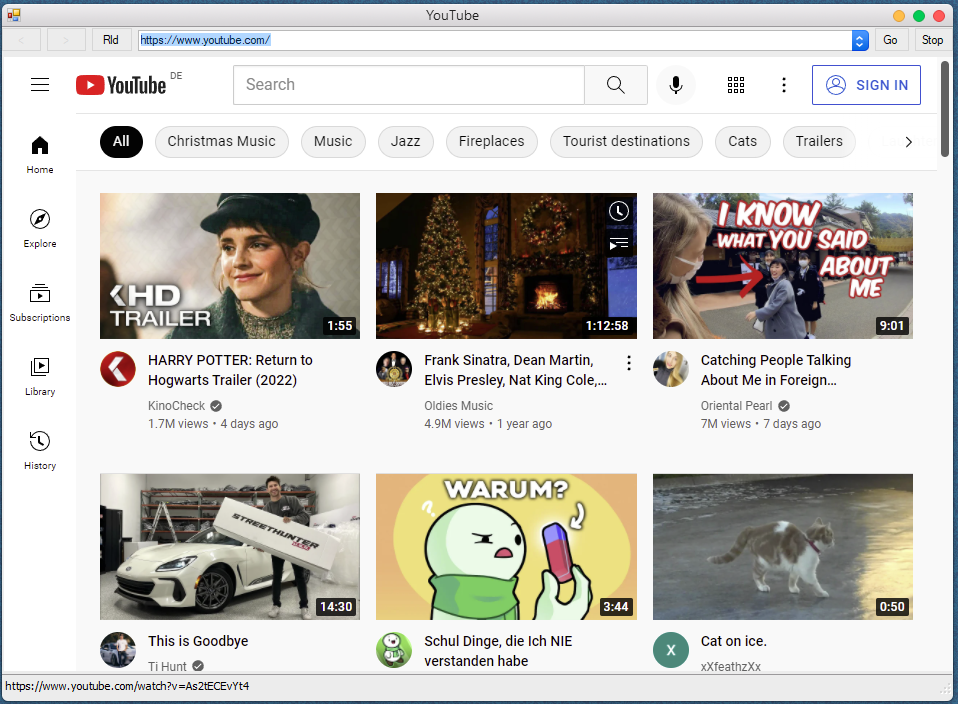 YouTube
< > Rld https://www.youtube.com/ Go Stop
YouTube DE
Search
SIGN IN
All Christmas Music Music Jazz Fireplaces Tourist destinations Cats Trailers
Home
Explore
Subscriptions
Library
History
KHD
TRAILER
1:55
HARRY POTTER: Return to
Hogwarts Trailer (2022)
KinoCheck
1.7M views • 4 days ago
1:12:58
Frank Sinatra, Dean Martin,
Elvis Presley, Nat King Cole,...
Oldies Music
4.9M views • 1 year ago
I KNOW
WHAT YOU SAID
ABOUT
ME
9:01
Catching People Talking
About Me in Foreign...
Oriental Pearl
7M views • 7 days ago
STREETHUNTER
14:30
This is Goodbye
Ti Hunt
WARUM?
?
3:44
Schul Dinge, die Ich NIE
verstanden habe
0:50
X
Cat on ice.
xXfeathzXx
https://www.youtube.com/watch?v=As2tECEvYt4